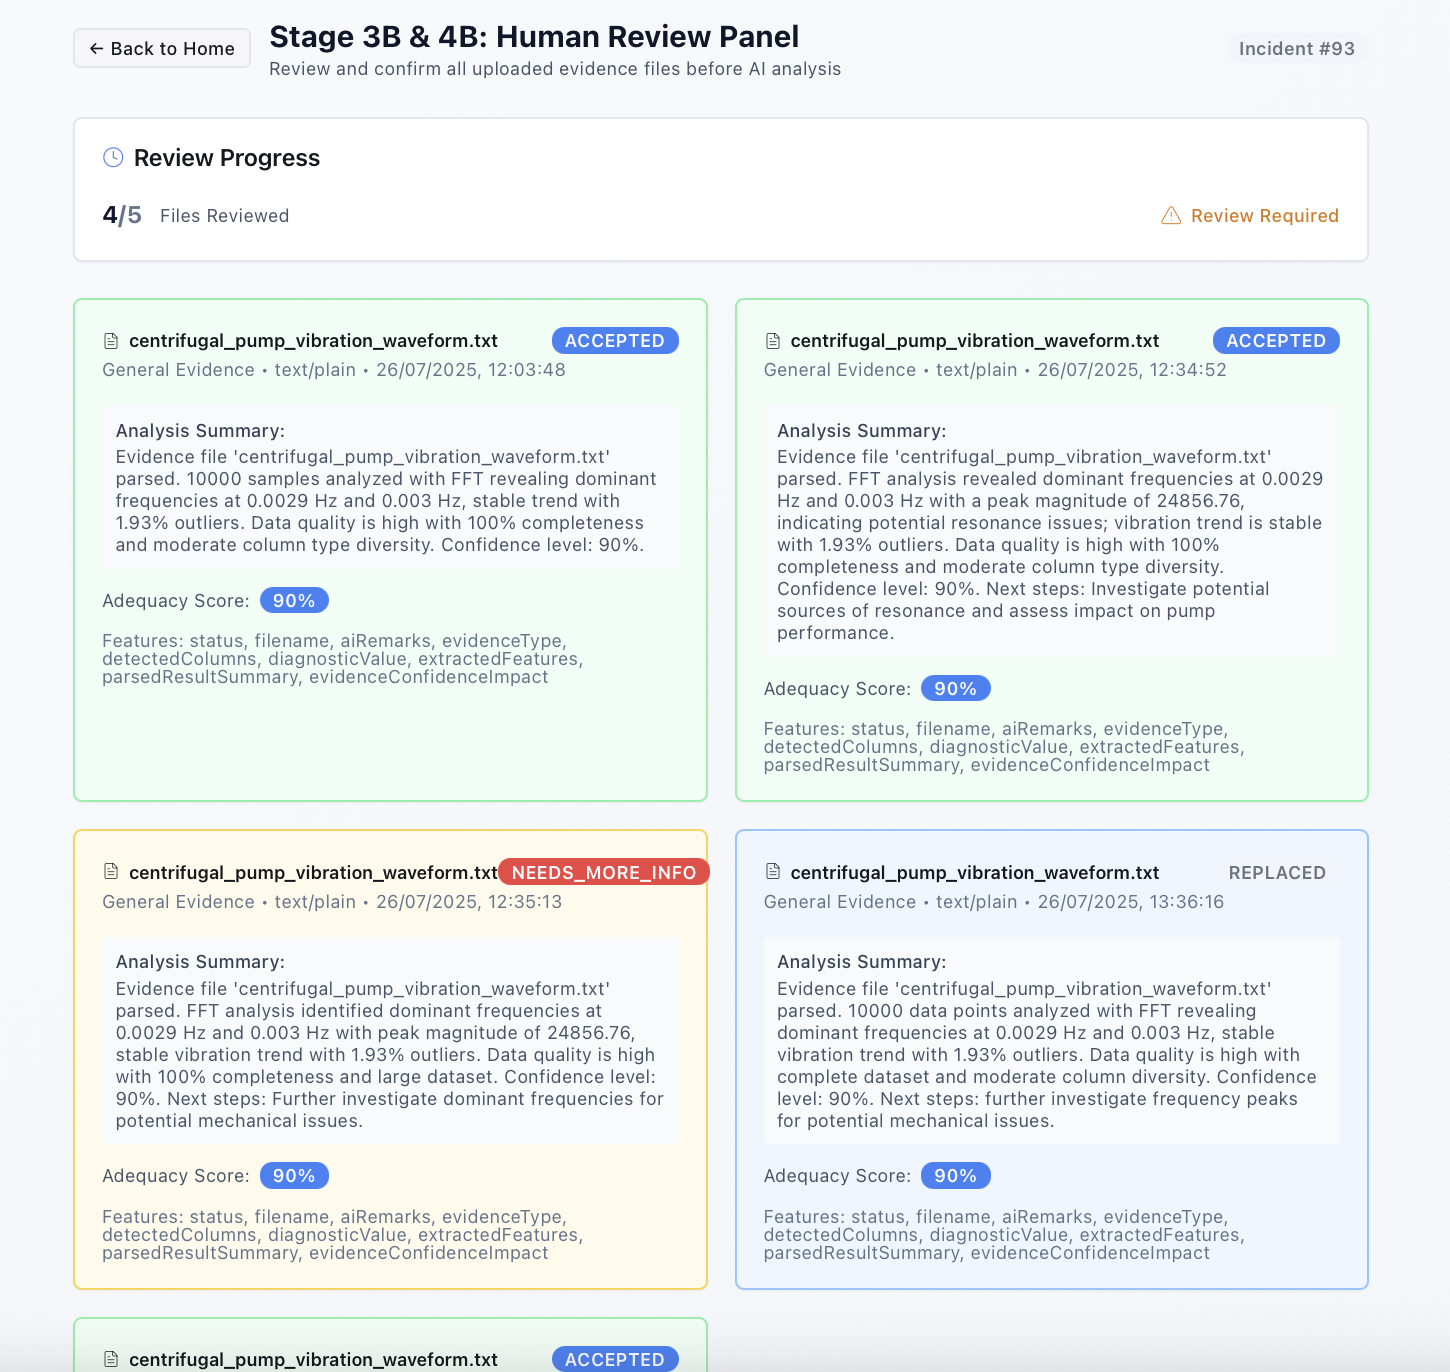 ← Back to Home
Stage 3B & 4B: Human Review Panel
Review and confirm all uploaded evidence files before AI analysis
Incident #93
Review Progress
4/5 Files Reviewed
Review Required
centrifugal_pump_vibration_waveform.txt
ACCEPTED
General Evidence • text/plain • 26/07/2025, 12:03:48
Analysis Summary:
Evidence file 'centrifugal_pump_vibration_waveform.txt'
parsed. 10000 samples analyzed with FFT revealing dominant
frequencies at 0.0029 Hz and 0.003 Hz, stable trend with
1.93% outliers. Data quality is high with 100% completeness
and moderate column type diversity. Confidence level: 90%.
Adequacy Score: 90%
Features: status, filename, aiRemarks, evidenceType,
detectedColumns, diagnosticValue, extractedFeatures,
parsedResultSummary, evidenceConfidenceImpact
centrifugal_pump_vibration_waveform.txt
ACCEPTED
General Evidence • text/plain • 26/07/2025, 12:34:52
Analysis Summary:
Evidence file 'centrifugal_pump_vibration_waveform.txt'
parsed. FFT analysis revealed dominant frequencies at 0.0029
Hz and 0.003 Hz with a peak magnitude of 24856.76,
indicating potential resonance issues; vibration trend is stable
with 1.93% outliers. Data quality is high with 100%
completeness and moderate column type diversity.
Confidence level: 90%. Next steps: Investigate potential
sources of resonance and assess impact on pump
performance.
Adequacy Score: 90%
Features: status, filename, aiRemarks, evidenceType,
detectedColumns, diagnosticValue, extractedFeatures,
parsedResultSummary, evidenceConfidenceImpact
centrifugal_pump_vibration_waveform.txt
NEEDS_MORE_INFO
General Evidence • text/plain • 26/07/2025, 12:35:13
Analysis Summary:
Evidence file 'centrifugal_pump_vibration_waveform.txt'
parsed. FFT analysis identified dominant frequencies at
0.0029 Hz and 0.003 Hz with peak magnitude of 24856.76,
stable vibration trend with 1.93% outliers. Data quality is high
with 100% completeness and large dataset. Confidence level:
90%. Next steps: Further investigate dominant frequencies for
potential mechanical issues.
Adequacy Score: 90%
Features: status, filename, aiRemarks, evidenceType,
detectedColumns, diagnosticValue, extractedFeatures,
parsedResultSummary, evidenceConfidenceImpact
centrifugal_pump_vibration_waveform.txt
REPLACED
General Evidence • text/plain • 26/07/2025, 13:36:16
Analysis Summary:
Evidence file 'centrifugal_pump_vibration_waveform.txt'
parsed. 10000 data points analyzed with FFT revealing
dominant frequencies at 0.0029 Hz and 0.003 Hz, stable
vibration trend with 1.93% outliers. Data quality is high with
complete dataset and moderate column diversity. Confidence
level: 90%. Next steps: further investigate frequency peaks
for potential mechanical issues.
Adequacy Score: 90%
Features: status, filename, aiRemarks, evidenceType,
detectedColumns, diagnosticValue, extractedFeatures,
parsedResultSummary, evidenceConfidenceImpact
centrifugal_pump_vibration_waveform.txt
ACCEPTED